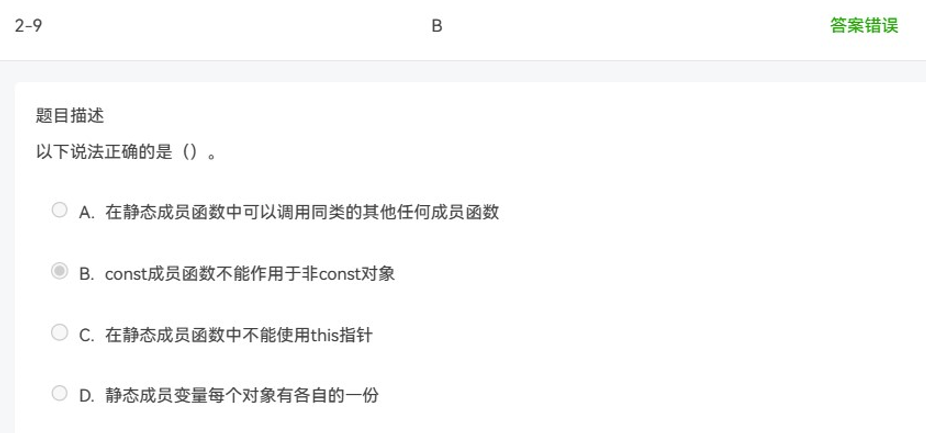 2-9 B 答案错误
题目描述
以下说法正确的是（）。
A. 在静态成员函数中可以调用同类的其他任何成员函数
B. const成员函数不能作用于非const对象
C. 在静态成员函数中不能使用this指针
D. 静态成员变量每个对象有各自的一份